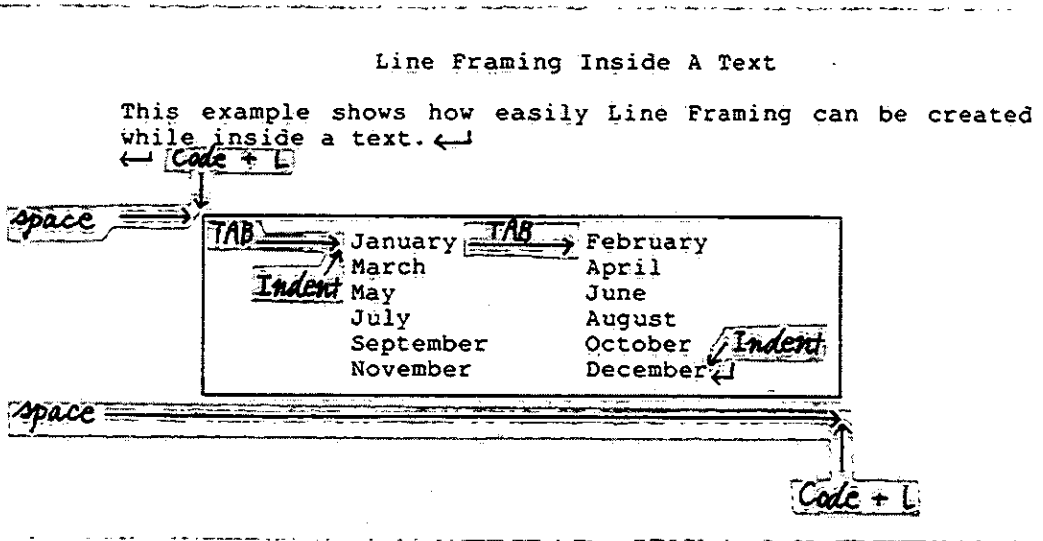 Line Framing Inside A Text
This example shows how easily Line Framing can be created
while inside a text. ↵
↵ Code + L
space
TAB January TAB February
March April
Indent May June
July August
September October Indent
November December ↵
space
Code + L